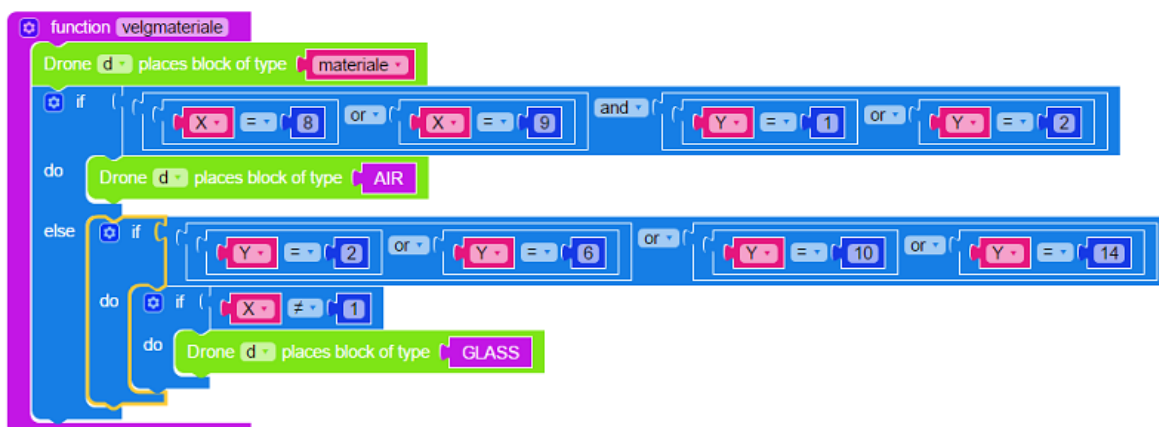 function velgmateriale
Drone d places block of type materiale
if X = 8 or X = 9 and Y = 1 or Y = 2
do Drone d places block of type AIR
else if Y = 2 or Y = 6 or Y = 10 or Y = 14
do if X ≠ 1
do Drone d places block of type GLASS